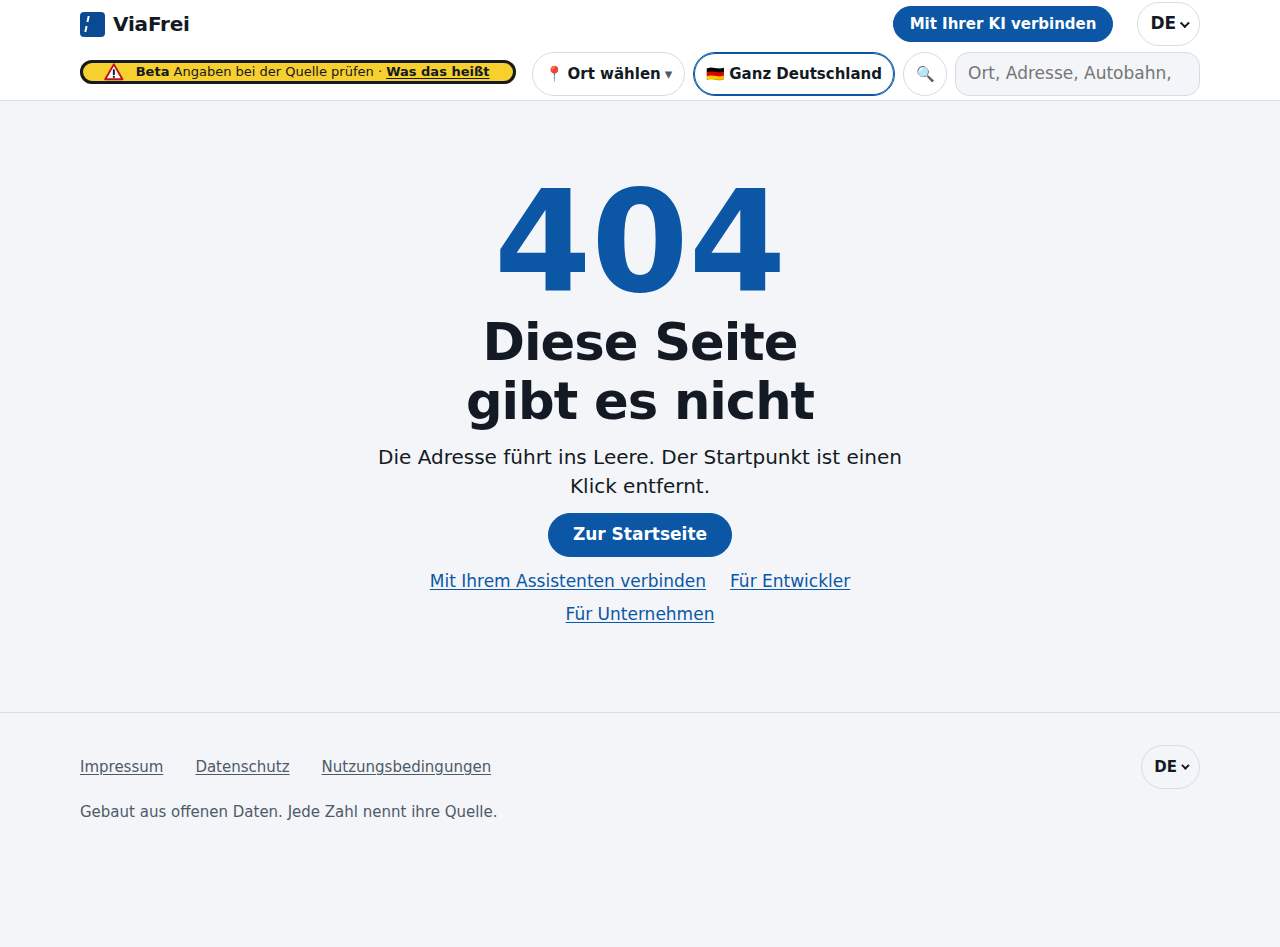 ViaFrei
Mit Ihrer KI verbinden
DE
Beta Angaben bei der Quelle prüfen · Was das heißt
Ort wählen ▾
Ganz Deutschland
Ort, Adresse, Autobahn,
404
Diese Seite
gibt es nicht
Die Adresse führt ins Leere. Der Startpunkt ist einen
Klick entfernt.
Zur Startseite
Mit Ihrem Assistenten verbinden Für Entwickler
Für Unternehmen
Impressum Datenschutz Nutzungsbedingungen
DE
Gebaut aus offenen Daten. Jede Zahl nennt ihre Quelle.